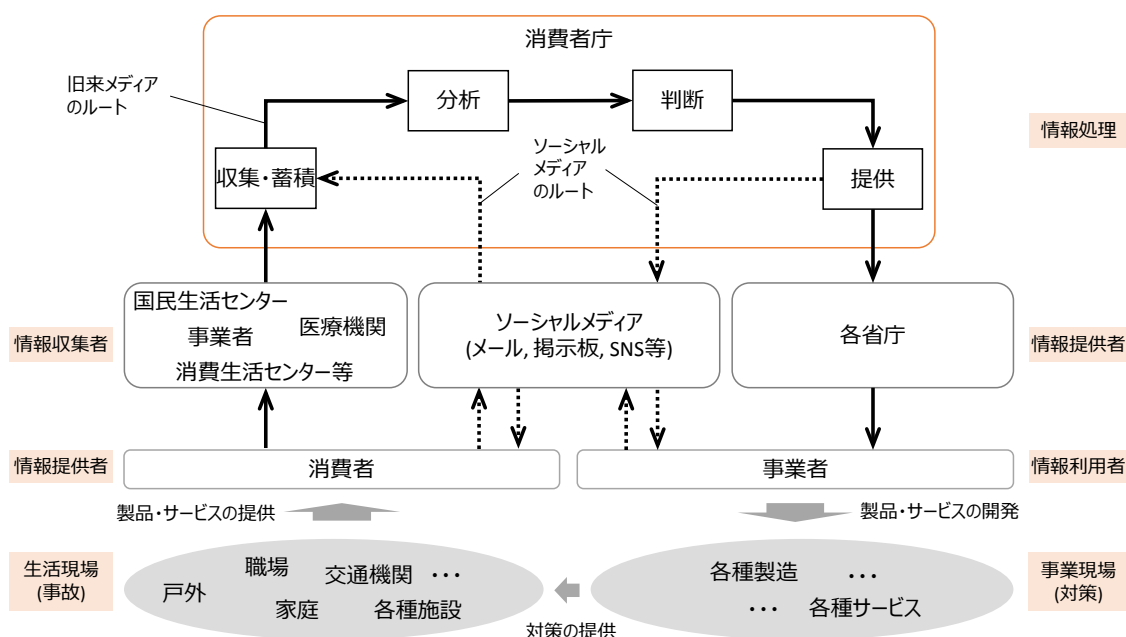 消費者庁
旧来メディア
のルート
分析
判断
情報処理
収集・蓄積
ソーシャル
メディア
のルート
提供
情報収集者
国民生活センター
事業者
医療機関
消費生活センター等
ソーシャルメディア
(メール, 掲示板, SNS等)
各省庁
情報提供者
情報提供者
消費者
事業者
情報利用者
製品・サービスの提供
製品・サービスの開発
生活現場
(事故)
戸外
職場
交通機関 ・・・
家庭
各種施設
各種製造
・・・
・・・
各種サービス
事業現場
(対策)
対策の提供